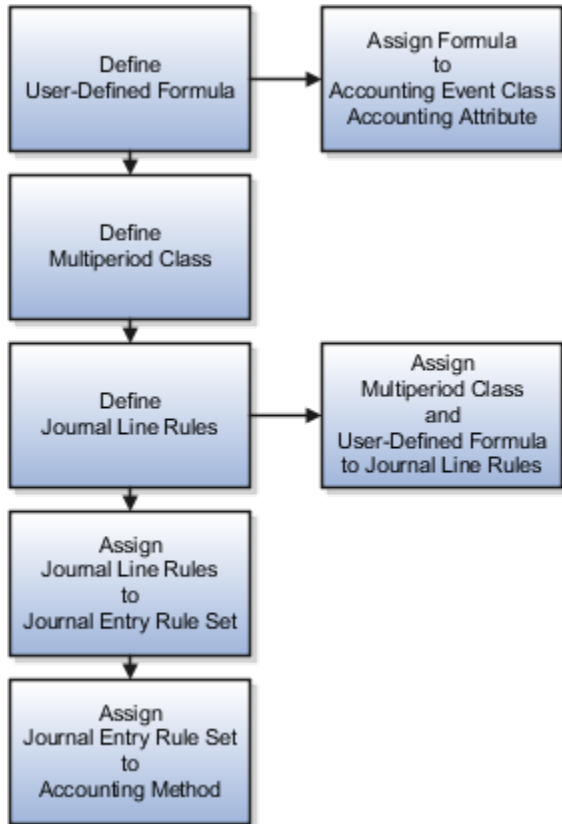 Define
User-Defined Formula
Assign Formula
to
Accounting Event Class
Accounting Attribute
Define
Multiperiod Class
Define
Journal Line Rules
Assign
Multiperiod Class
and
User-Defined Formula
to Journal Line Rules
Assign
Journal Line Rules
to
Journal Entry Rule Set
Assign
Journal Entry Rule Set
to
Accounting Method